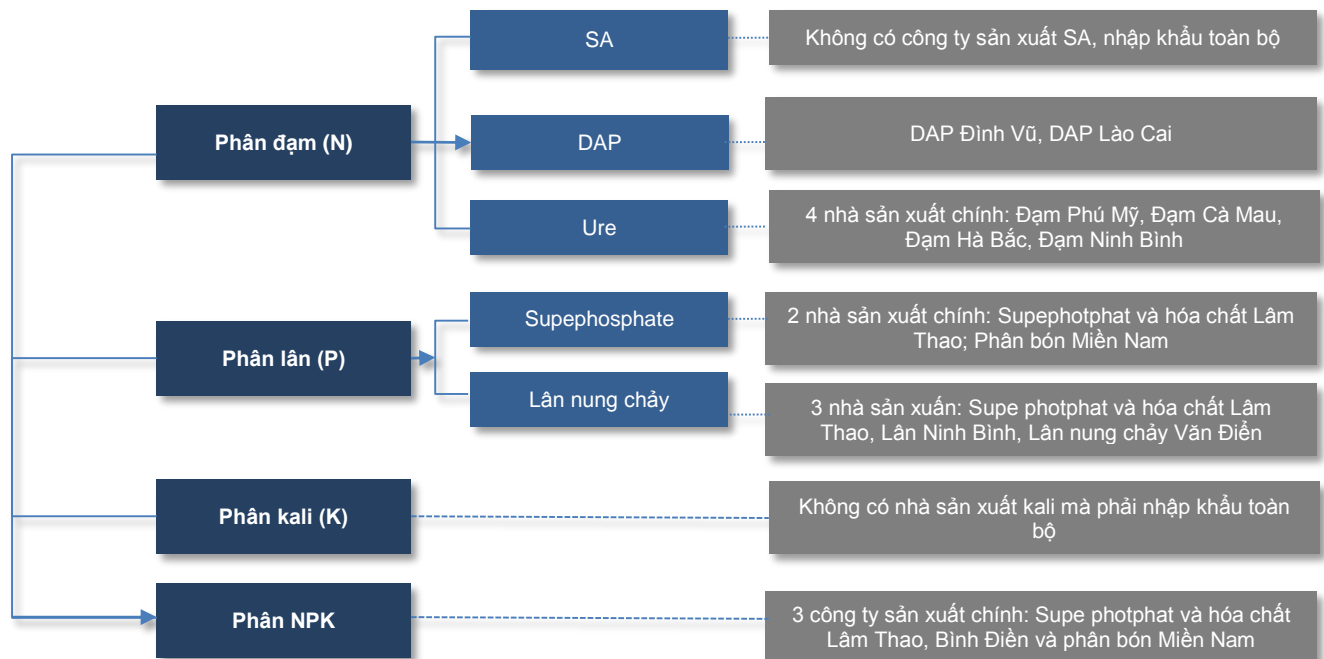 SA
Không có công ty sản xuất SA, nhập khẩu toàn bộ
Phân đạm (N)
DAP
DAP Đình Vũ, DAP Lào Cai
Ure
4 nhà sản xuất chính: Đạm Phú Mỹ, Đạm Cà Mau,
Đạm Hà Bắc, Đạm Ninh Bình
Phân lân (P)
Supephosphate
2 nhà sản xuất chính: Supephotphat và hóa chất Lâm
Thao; Phân bón Miền Nam
Lân nung chảy
3 nhà sản xuấn: Supe photphat và hóa chất Lâm
Thao, Lân Ninh Bình, Lân nung chảy Văn Điển
Phân kali (K)
Không có nhà sản xuất kali mà phải nhập khẩu toàn
bộ
Phân NPK
3 công ty sản xuất chính: Supe photphat và hóa chất
Lâm Thao, Bình Điền và phân bón Miền Nam